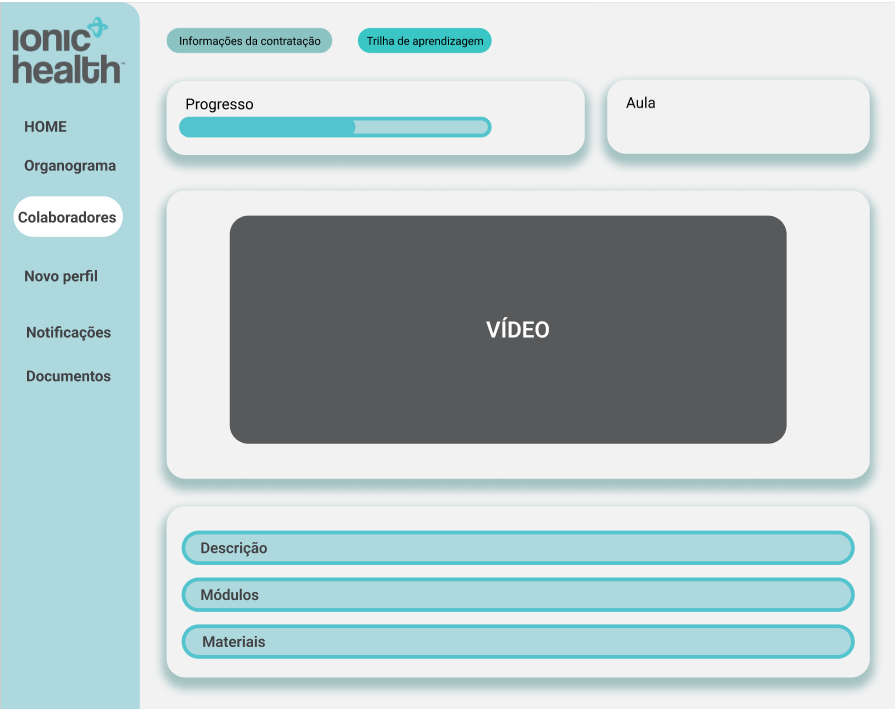 ionic
health
HOME
Organograma
Colaboradores
Novo perfil
Notificações
Documentos
Informações da contratação
Trilha de aprendizagem
Progresso
Aula
VÍDEO
Descrição
Módulos
Materiais